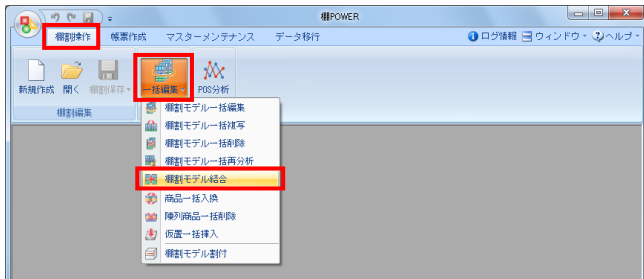 棚POWER
棚割操作 帳票作成 マスターメンテナンス データ移行 ログ情報 ウィンドウ ヘルプ
新規作成 開く 棚割保存 一括編集 POS分析
棚割編集
棚割モデル一括編集
棚割モデル一括複写
棚割モデル一括削除
棚割モデル一括再分析
棚割モデル結合
商品一括入換
陳列商品一括削除
仮置一括挿入
棚割モデル割付